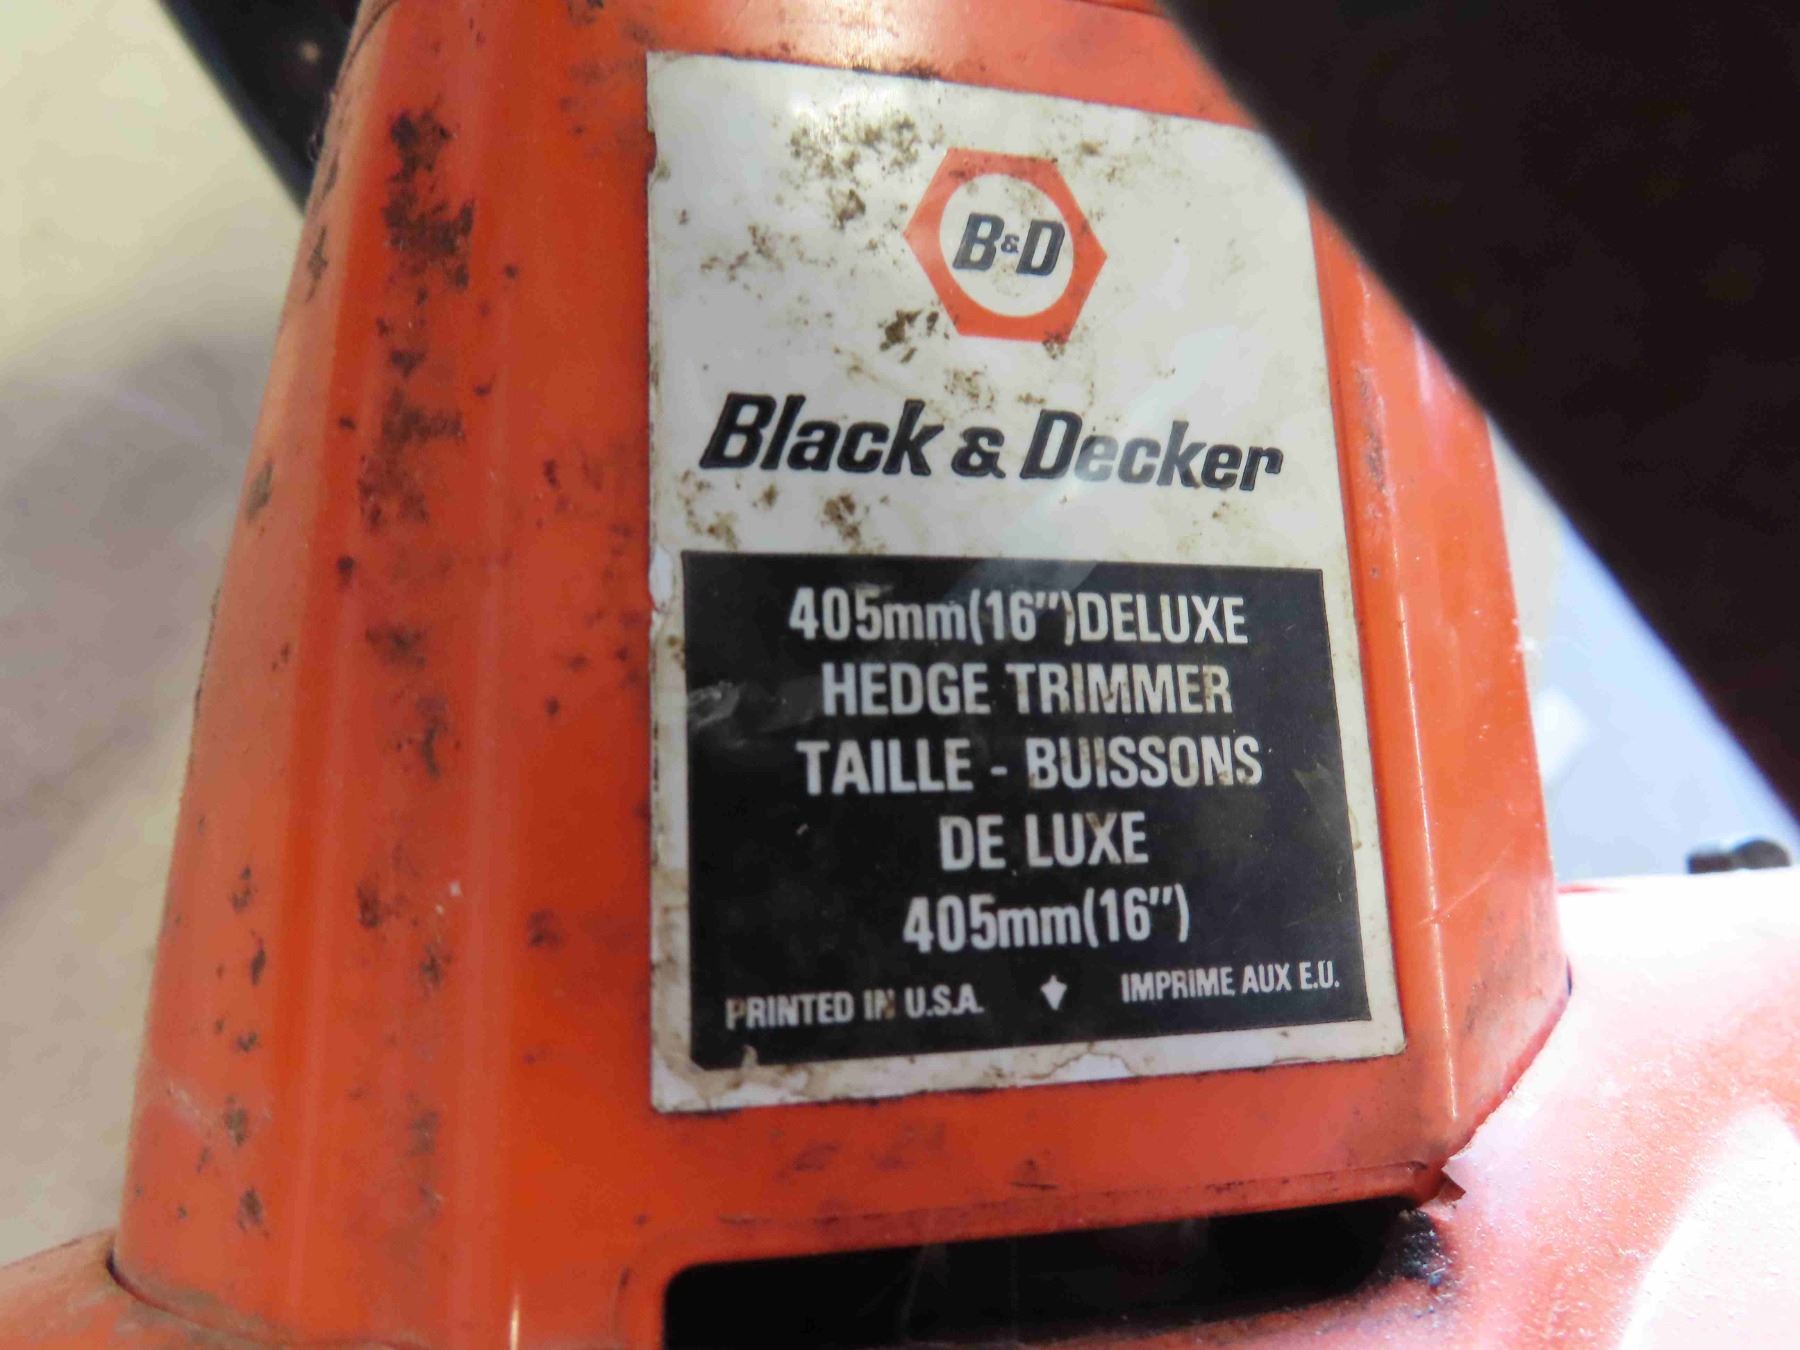 B&D
Black & Decker
405mm(16")DELUXE
HEDGE TRIMMER
TAILLE - BUISSONS
DE LUXE
405mm(16")
PRINTED IN U.S.A. IMPRIME AUX E.U.